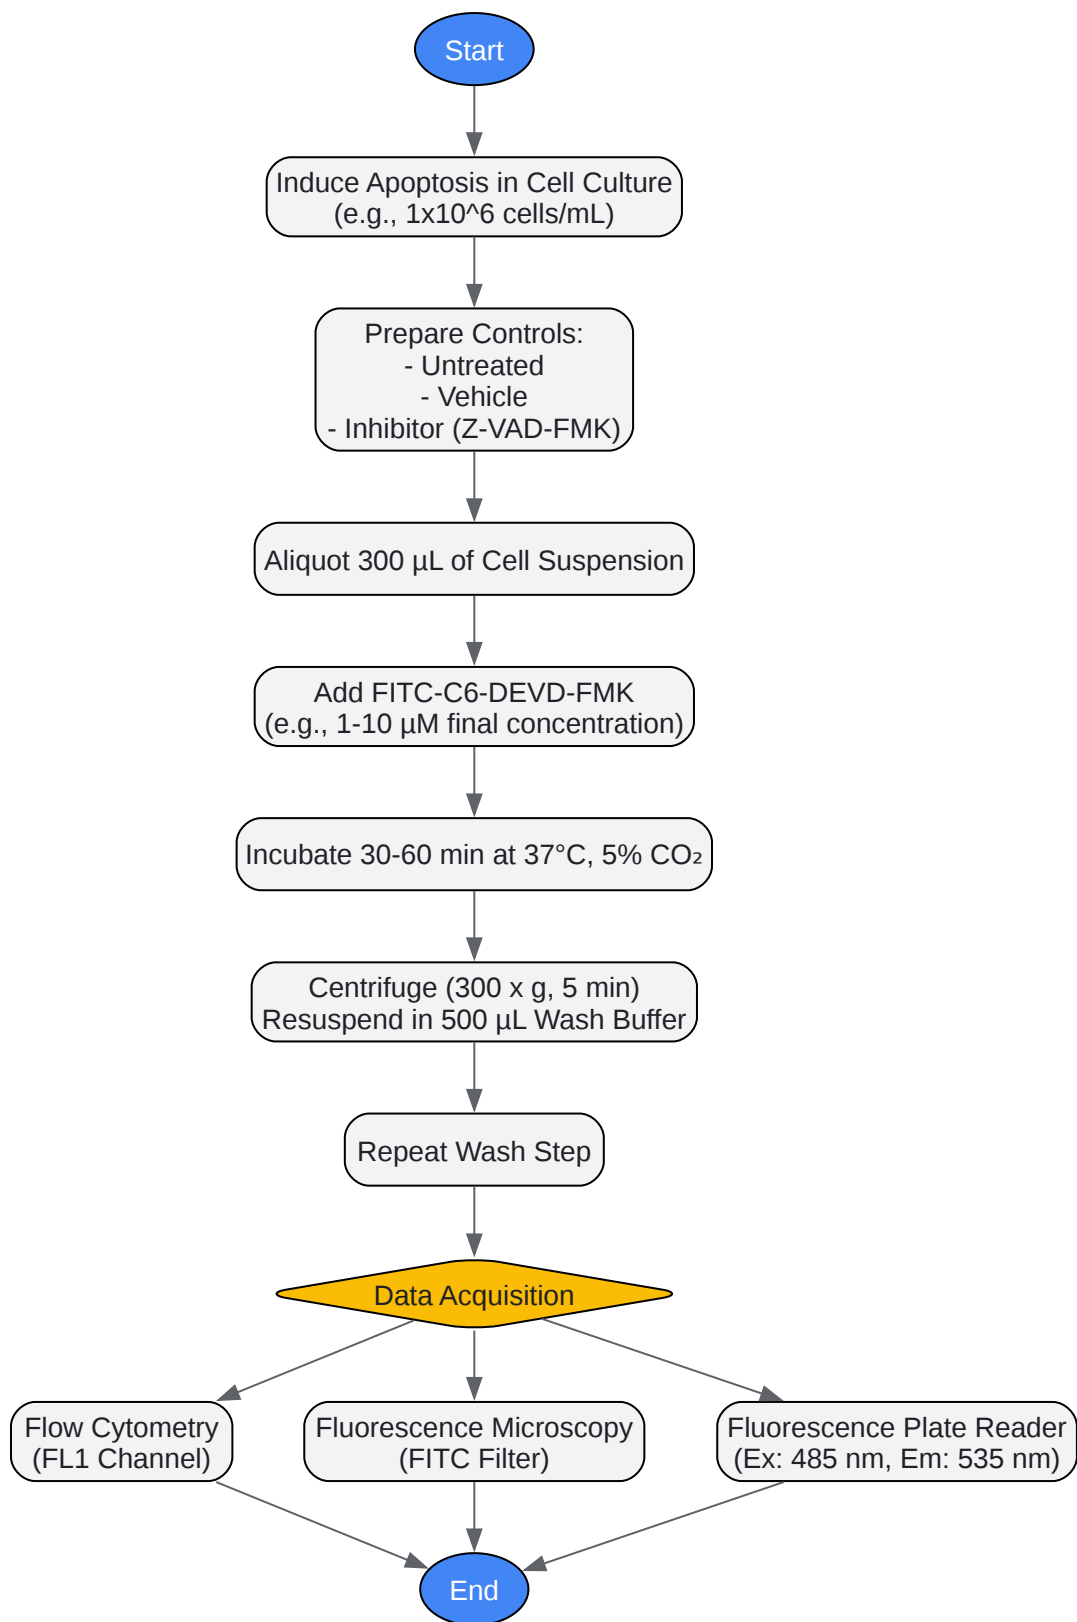 Start
Induce Apoptosis in Cell Culture
(e.g., 1x10^6 cells/mL)
Prepare Controls:
- Untreated
- Vehicle
- Inhibitor (Z-VAD-FMK)
Aliquot 300 µL of Cell Suspension
Add FITC-C6-DEVD-FMK
(e.g., 1-10 µM final concentration)
Incubate 30-60 min at 37°C, 5% CO₂
Centrifuge (300 x g, 5 min)
Resuspend in 500 µL Wash Buffer
Repeat Wash Step
Data Acquisition
Flow Cytometry
(FL1 Channel)
Fluorescence Microscopy
(FITC Filter)
Fluorescence Plate Reader
(Ex: 485 nm, Em: 535 nm)
End